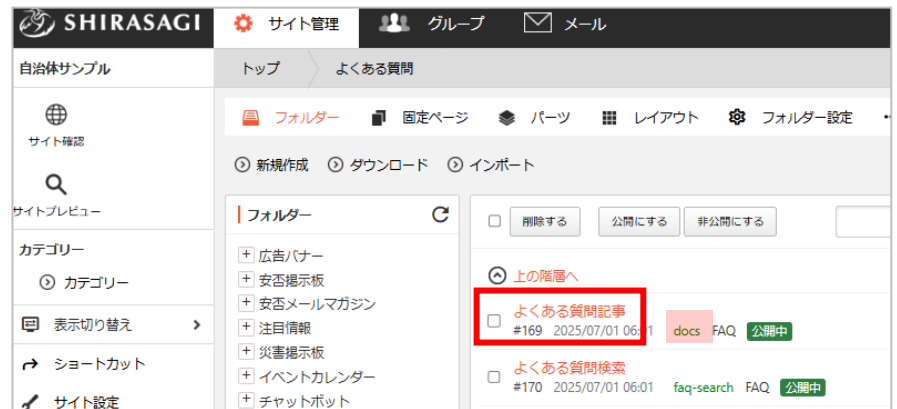 SHIRASAGI サイト管理 グループ メール
自治体サンプル
トップ よくある質問
サイト確認
サイトプレビュー
カテゴリー
カテゴリー
表示切り替え
ショートカット
サイト設定
フォルダー 固定ページ パーツ レイアウト フォルダー設定
新規作成 ダウンロード インポート
フォルダー
広告バナー
安否掲示板
安否メールマガジン
注目情報
災害掲示板
イベントカレンダー
チャットボット
削除する 公開にする 非公開にする
上の階層へ
よくある質問記事
#169 2025/07/01 06: docs FAQ 公開中
よくある質問検索
#170 2025/07/01 06:01 faq-search FAQ 公開中